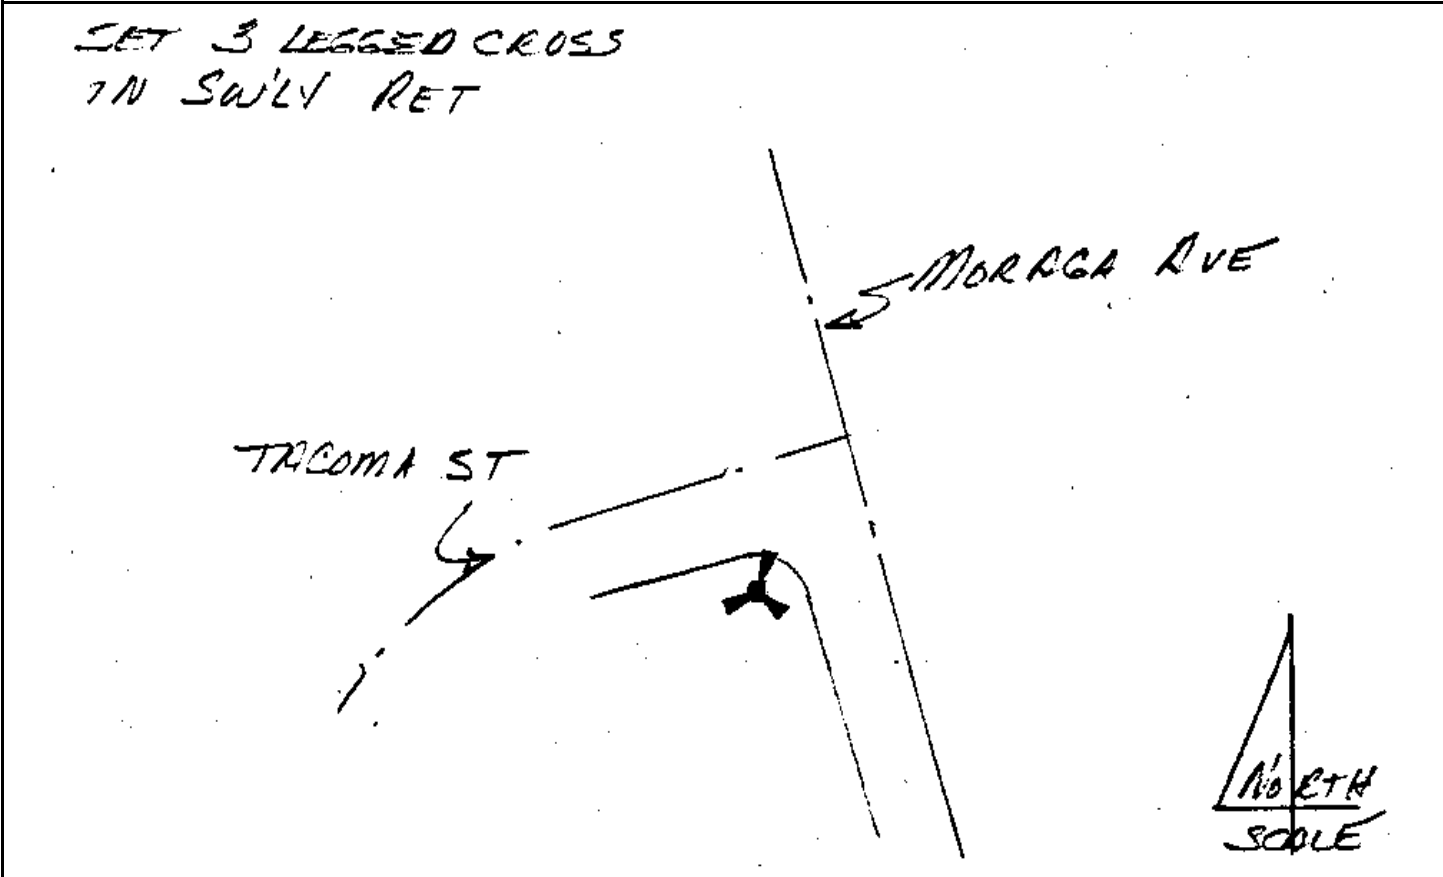 SET 3 LEGGED CROSS
IN SW'LY RET
MORAGA AVE
TACOMA ST
NORTH
SCALE